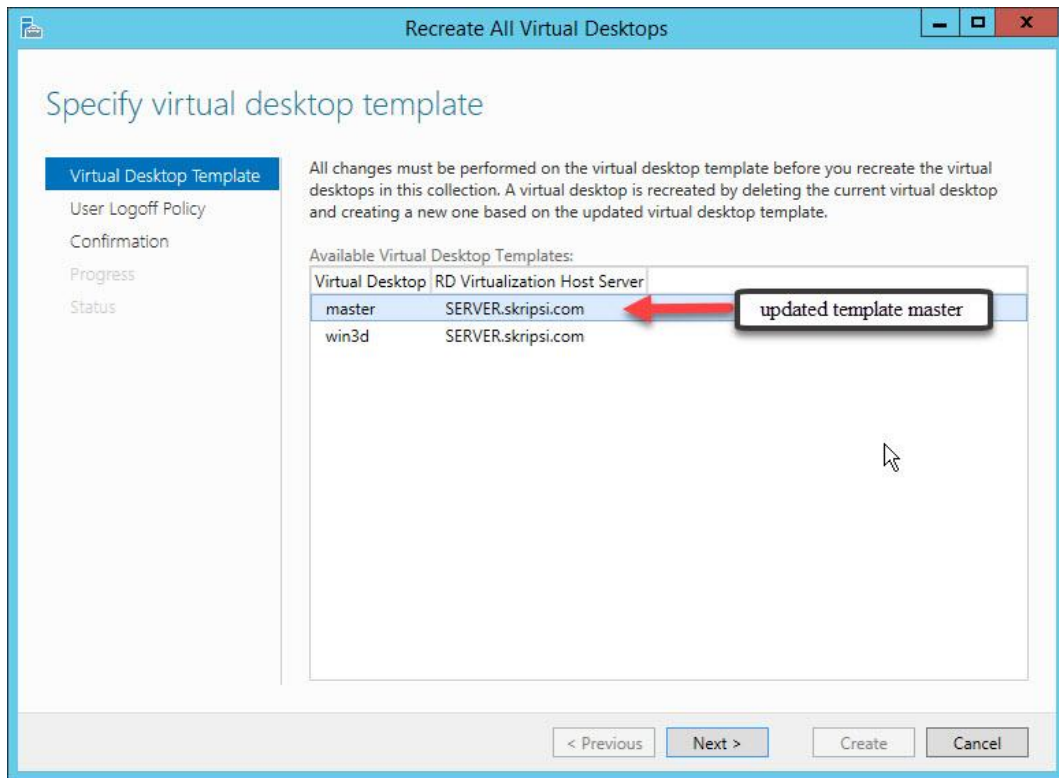 Recreate All Virtual Desktops
Specify virtual desktop template
Virtual Desktop Template
User Logoff Policy
Confirmation
Progress
Status
All changes must be performed on the virtual desktop template before you recreate the virtual
desktops in this collection. A virtual desktop is recreated by deleting the current virtual desktop
and creating a new one based on the updated virtual desktop template.
Available Virtual Desktop Templates:
Virtual Desktop RD Virtualization Host Server
master SERVER.skripsi.com updated template master
win3d SERVER.skripsi.com
< Previous Next > Create Cancel